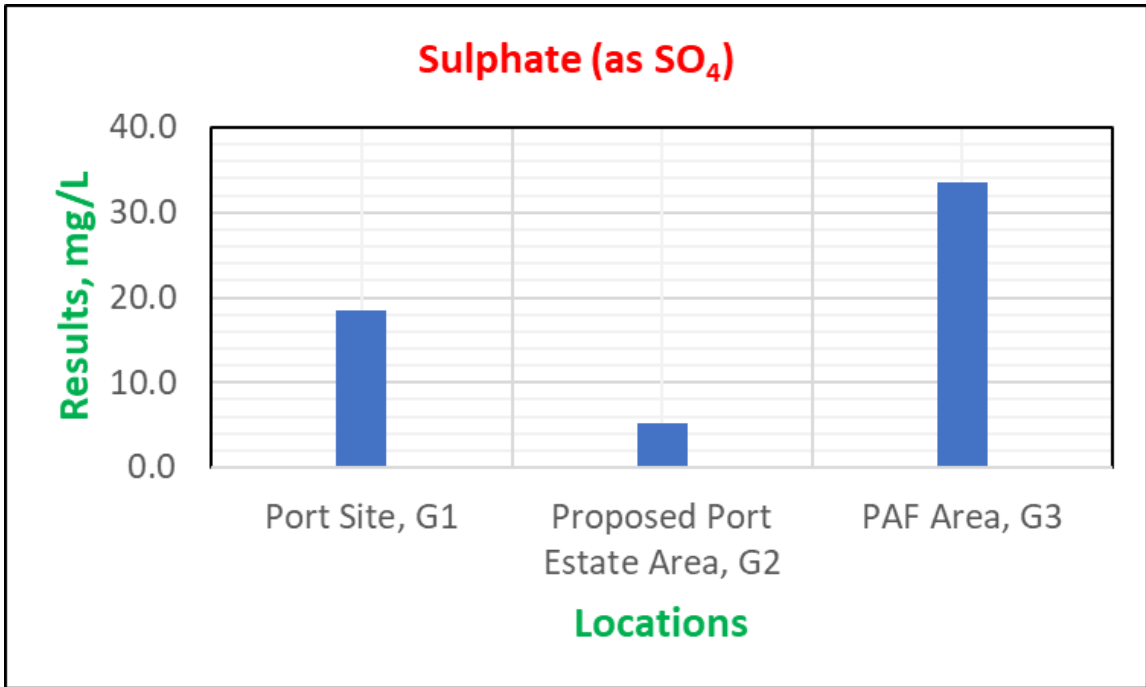 Sulphate (as SO₄)
Results, mg/L
40.0
30.0
20.0
10.0
0.0
Port Site, G1
Proposed Port
Estate Area, G2
PAF Area, G3
Locations